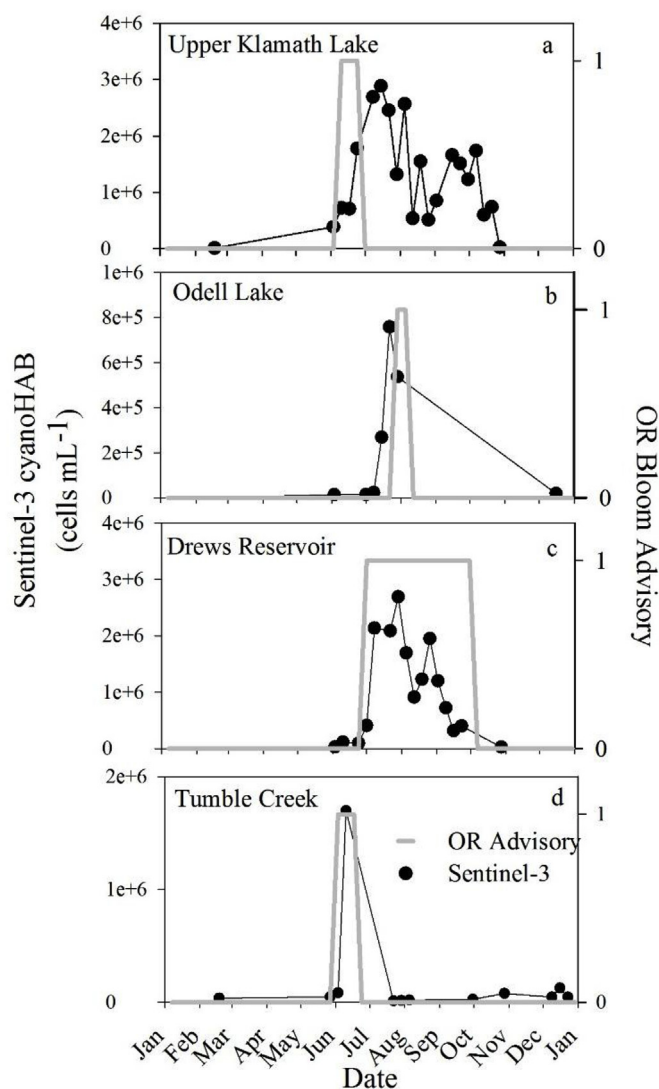 4e+6
Upper Klamath Lake
a
3e+6
1
2e+6
1e+6
0
0
1e+6
Odell Lake
b
8e+5
1
6e+5
4e+5
2e+5
0
0
4e+6
Drews Reservoir
c
3e+6
1
2e+6
1e+6
0
0
2e+6
Tumble Creek
d
1
OR Advisory
Sentinel-3
1e+6
0
0
Jan
Feb
Mar
Apr
May
Jun
Jul
Aug
Sep
Oct
Nov
Dec
Jan
Date
Sentinel-3 cyanoHAB
(cells mL⁻¹)
OR Bloom Advisory